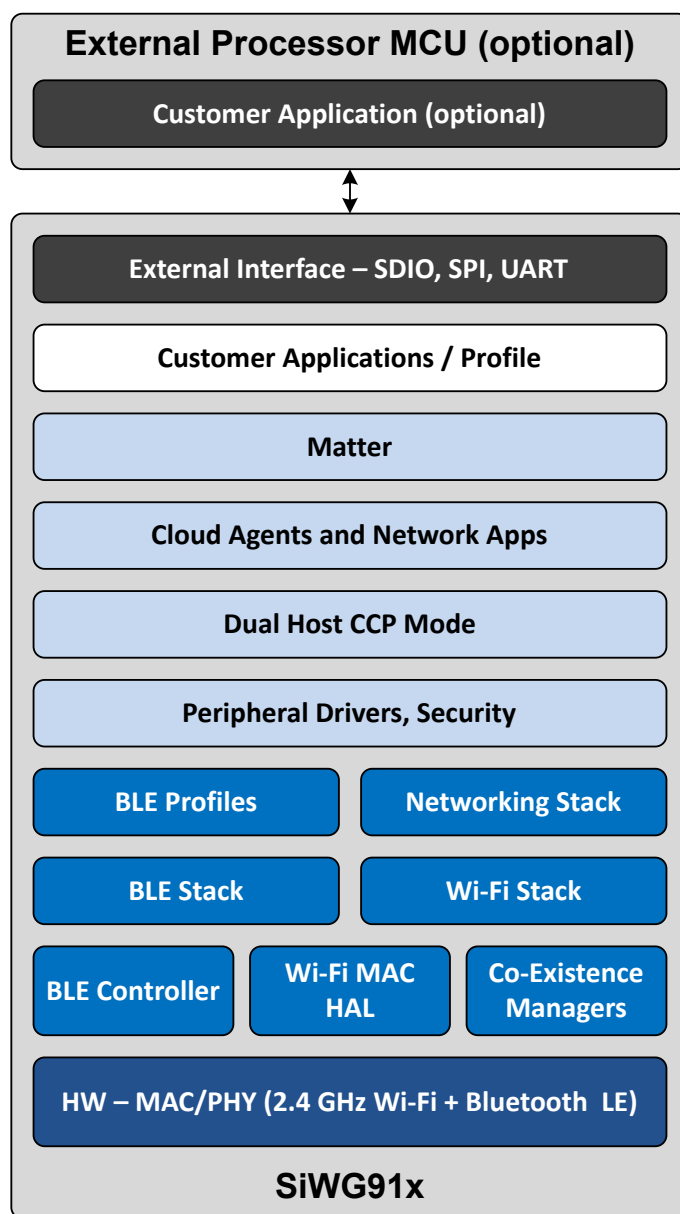 External Processor MCU (optional)
Customer Application (optional)
External Interface – SDIO, SPI, UART
Customer Applications / Profile
Matter
Cloud Agents and Network Apps
Dual Host CCP Mode
Peripheral Drivers, Security
BLE Profiles
Networking Stack
BLE Stack
Wi-Fi Stack
BLE Controller
Wi-Fi MAC
HAL
Co-Existence
Managers
HW – MAC/PHY (2.4 GHz Wi-Fi + Bluetooth LE)
SiWG91x